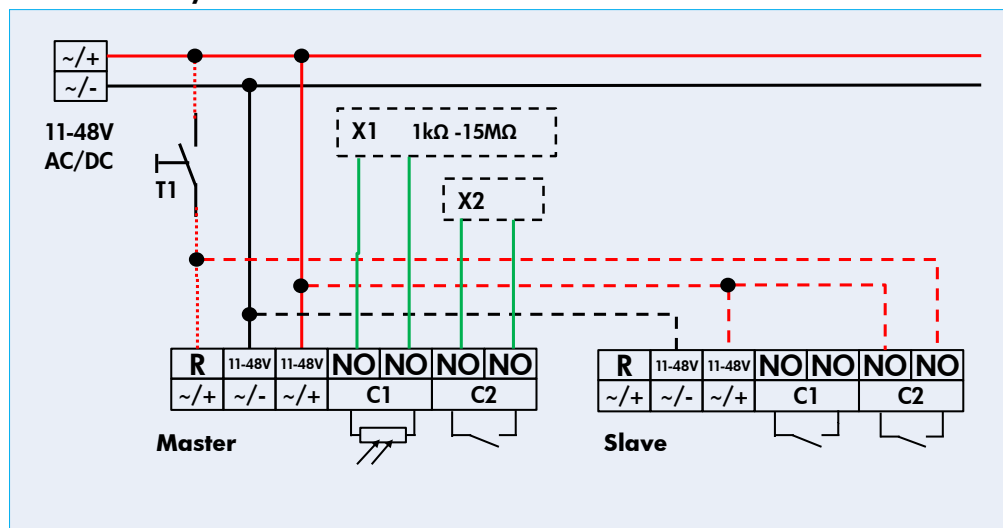 ~/+
~/-
11-48V
AC/DC
T1
X1 1kΩ -15MΩ
X2
R 11-48V 11-48V NO NO NO NO
~/+ ~/- ~/+ C1 C2
Master
R 11-48V 11-48V NO NO NO NO
~/+ ~/- ~/+ C1 C2
Slave